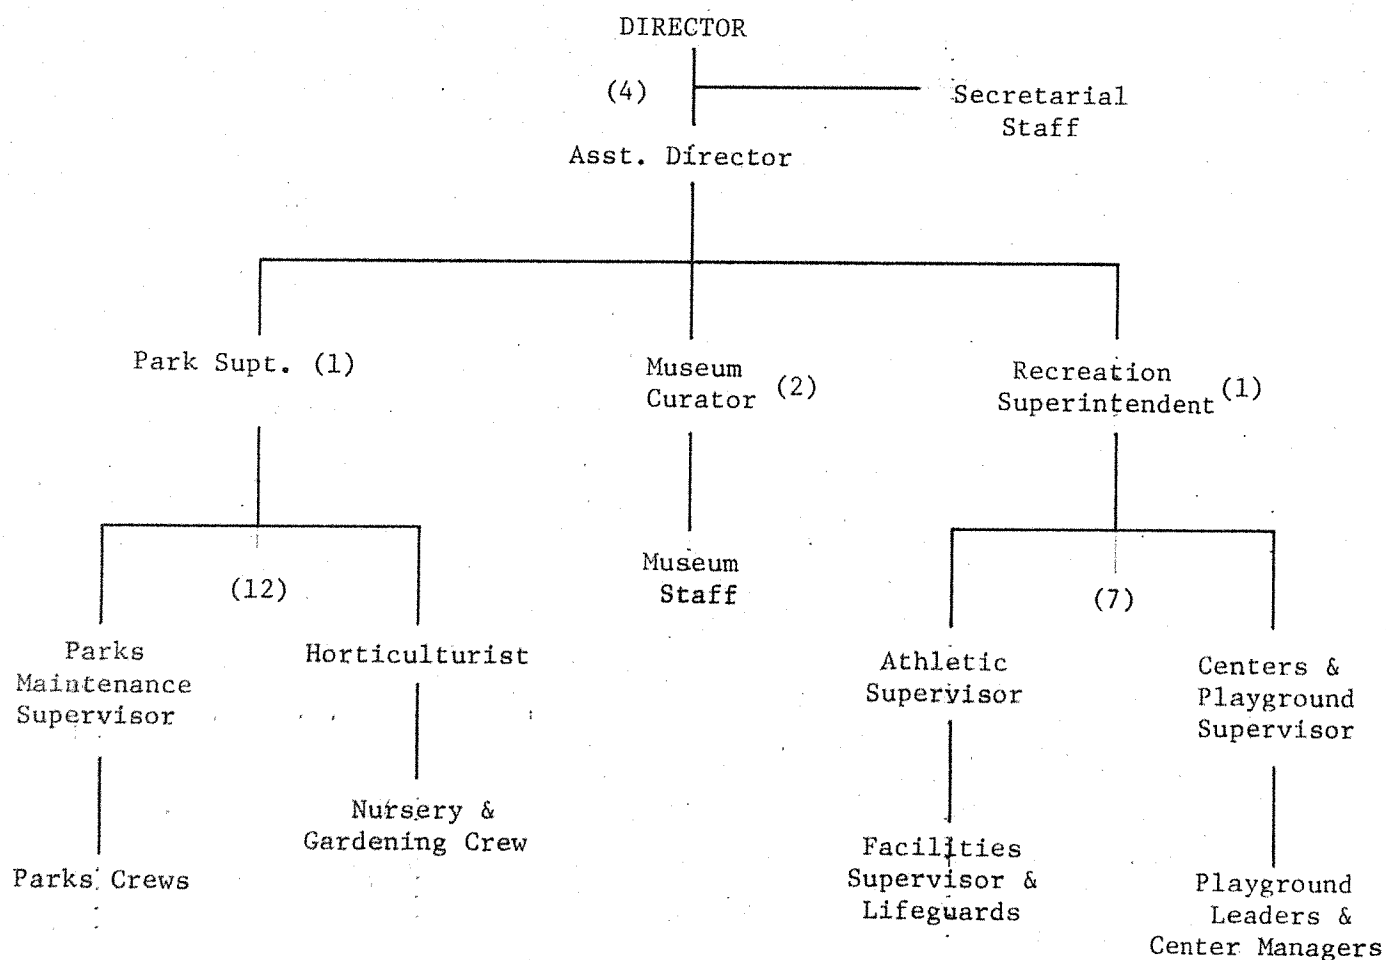 DIRECTOR
(4)
Secretarial
Staff
Asst. Director
Park Supt. (1)
Museum
Curator (2)
Recreation
Superintendent (1)
(12)
Museum
Staff
(7)
Parks
Maintenance
Supervisor
Horticulturist
Athletic
Supervisor
Centers &
Playground
Supervisor
Nursery &
Gardening Crew
Parks Crews
Facilities
Supervisor &
Lifeguards
Playground
Leaders &
Center Managers